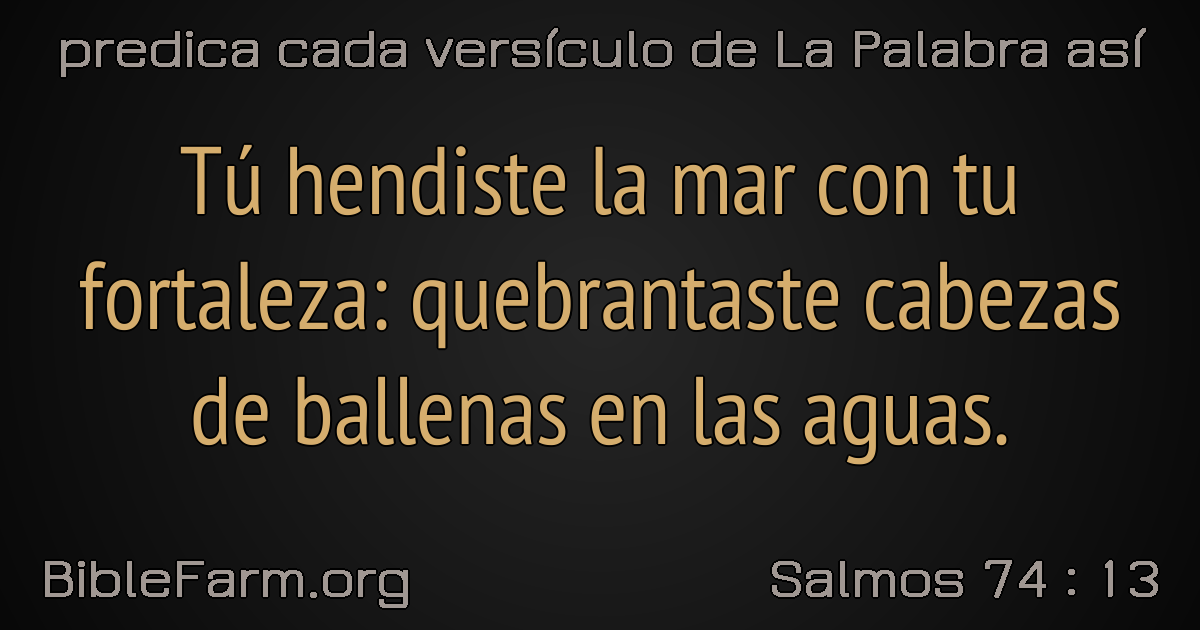 predica cada versículo de La Palabra así
Tú hendiste la mar con tu
fortaleza: quebrantaste cabezas
de ballenas en las aguas.
BibleFarm.org
Salmos 74 : 13